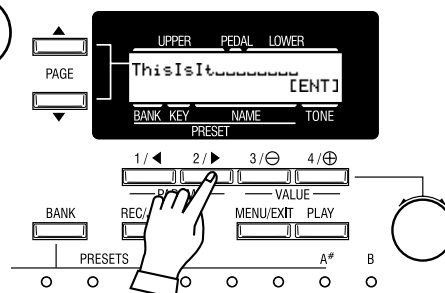 UPPER PEDAL LOWER
PAGE
ThisIsIt
[ENT]
BANK KEY NAME TONE
PRESET
1/◀ 2/▶ 3/⊖ 4/⊕
VALUE
BANK MENU/EXIT PLAY
PRESETS A# B